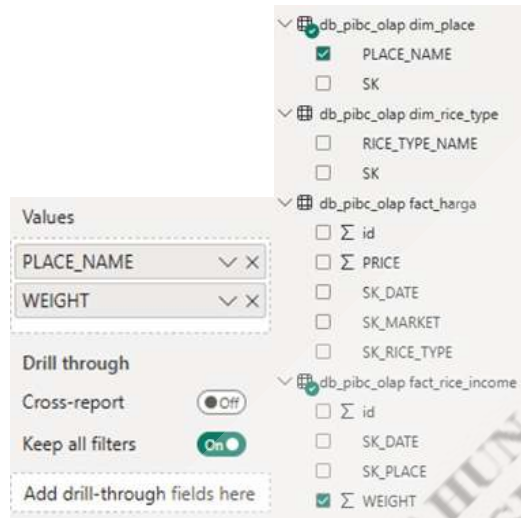 Values
PLACE_NAME
WEIGHT
Drill through
Cross-report
Off
Keep all filters
On
Add drill-through fields here
db_pibc_olap dim_place
PLACE_NAME
SK
db_pibc_olap dim_rice_type
RICE_TYPE_NAME
SK
db_pibc_olap fact_harga
∑ id
∑ PRICE
SK_DATE
SK_MARKET
SK_RICE_TYPE
db_pibc_olap fact_rice_income
∑ id
SK_DATE
SK_PLACE
∑ WEIGHT